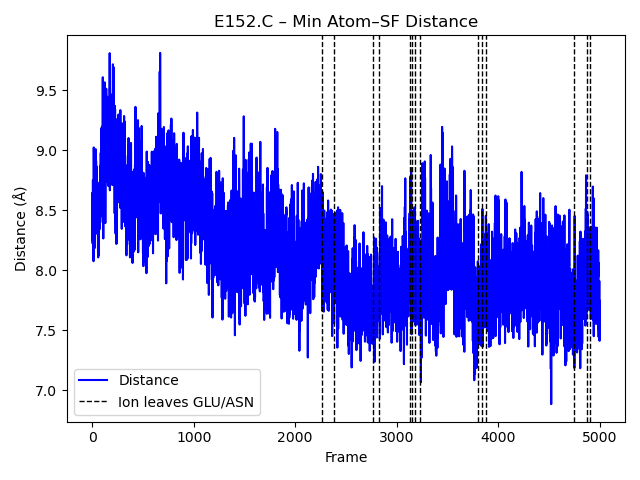 E152.C – Min Atom–SF Distance
Distance (Å)
9.5
9.0
8.5
8.0
7.5
7.0
Distance
Ion leaves GLU/ASN
0 1000 2000 3000 4000 5000
Frame